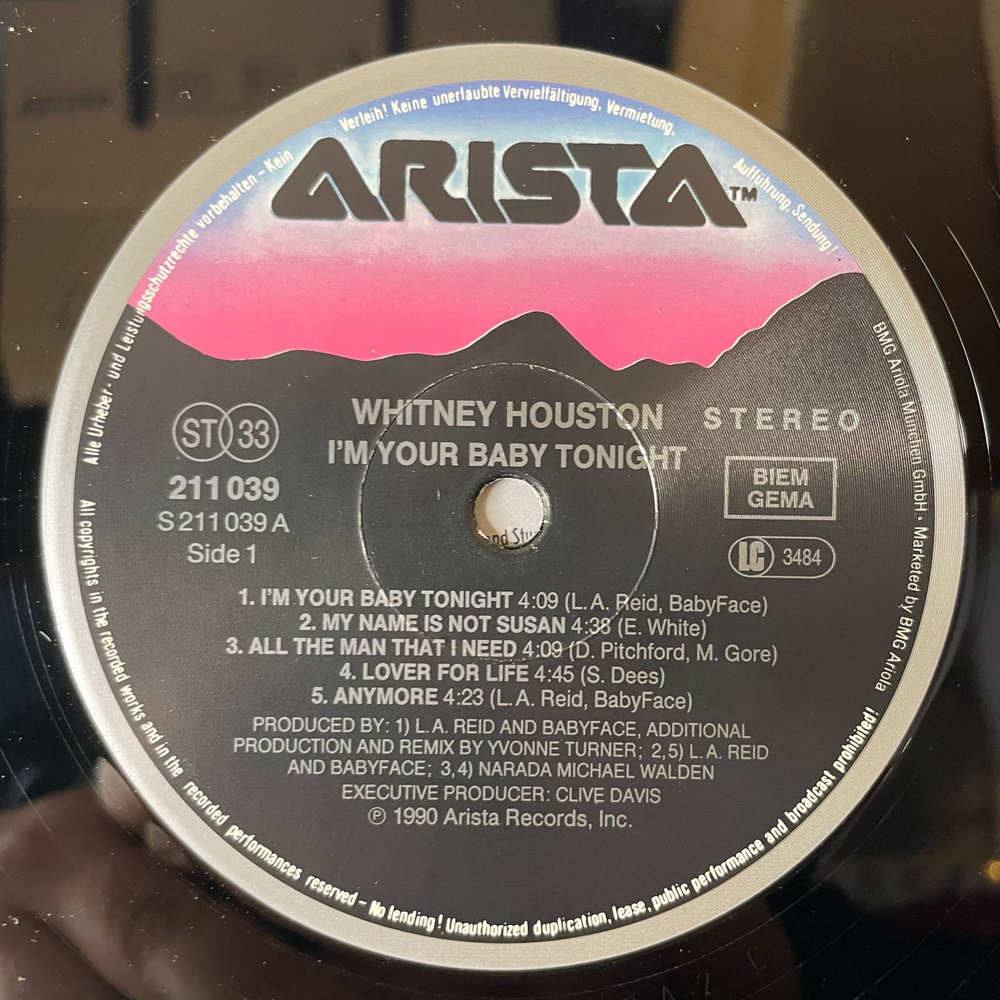 Alle Urheber- und Leistungsschutzrechte vorbehalten – Kein Verleih! Keine unerlaubte Vervielfältigung, Vermietung, Aufführung, Sendung!
ARISTA™
WHITNEY HOUSTON
I'M YOUR BABY TONIGHT
ST 33
211 039
S 211 039 A
Side 1
STEREO
BIEM
GEMA
LC 3484
1. I'M YOUR BABY TONIGHT 4:09 (L.A. Reid, BabyFace)
2. MY NAME IS NOT SUSAN 4:38 (E. White)
3. ALL THE MAN THAT I NEED 4:09 (D. Pitchford, M. Gore)
4. LOVER FOR LIFE 4:45 (S. Dees)
5. ANYMORE 4:23 (L.A. Reid, BabyFace)
PRODUCED BY: 1) L.A. REID AND BABYFACE, ADDITIONAL
PRODUCTION AND REMIX BY YVONNE TURNER; 2,5) L.A. REID
AND BABYFACE; 3,4) NARADA MICHAEL WALDEN
EXECUTIVE PRODUCER: CLIVE DAVIS
℗ 1990 Arista Records, Inc.
BMG Ariola München GmbH • Marketed by BMG Ariola
All copyrights in the recorded works and in the recorded performances reserved – No lending! Unauthorized duplication, lease, public performance and broadcast prohibited!